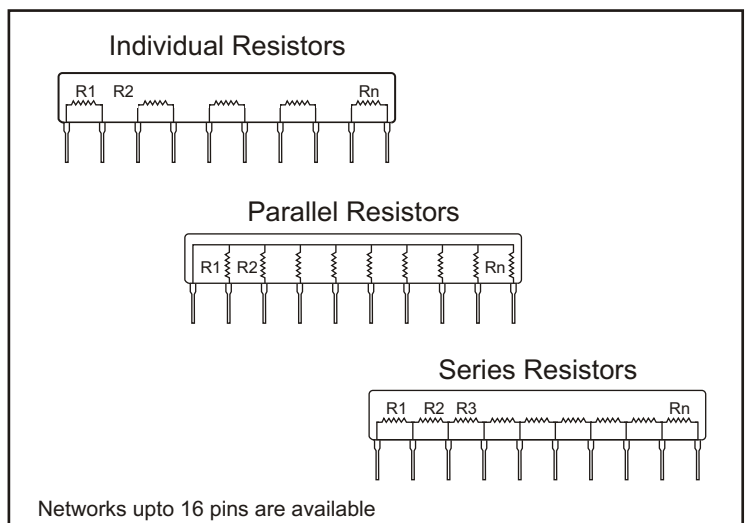 Individual Resistors
R1 R2 Rn
Parallel Resistors
R1 R2 Rn
Series Resistors
R1 R2 R3 Rn
Networks upto 16 pins are available